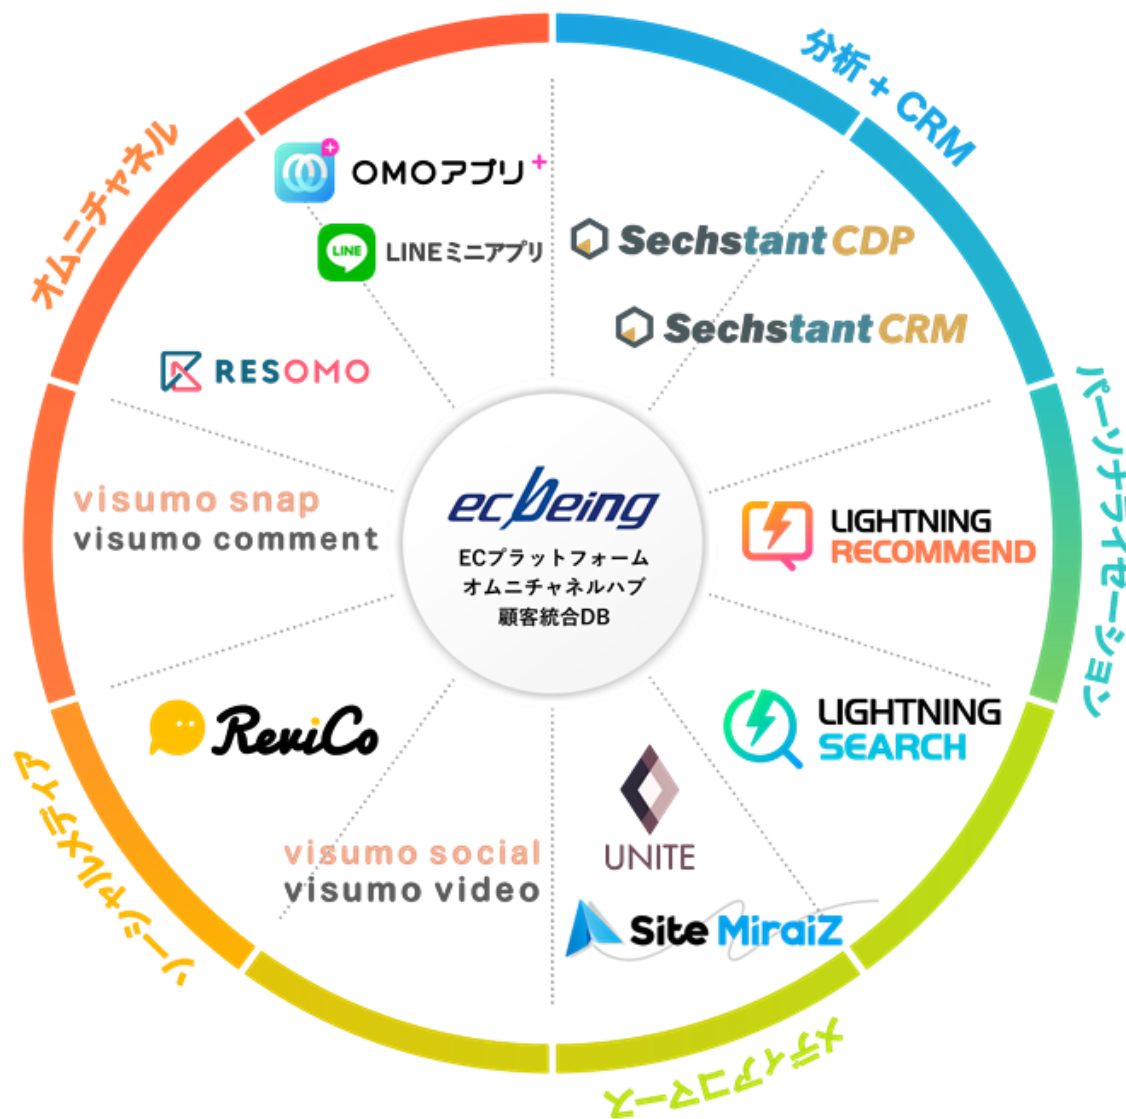 分析 + CRM
Sechstant CDP
Sechstant CRM
パーソナライゼーション
LIGHTNING
RECOMMEND
LIGHTNING
SEARCH
メディアコマース
UNITE
Site MiraiZ
ソーシャルメディア
visumo social
visumo video
ReviCo
visumo snap
visumo comment
オムニチャネル
RESOMO
LINE
LINEミニアプリ
OMOアプリ+
ecbeing
ECプラットフォーム
オムニチャネルハブ
顧客統合DB